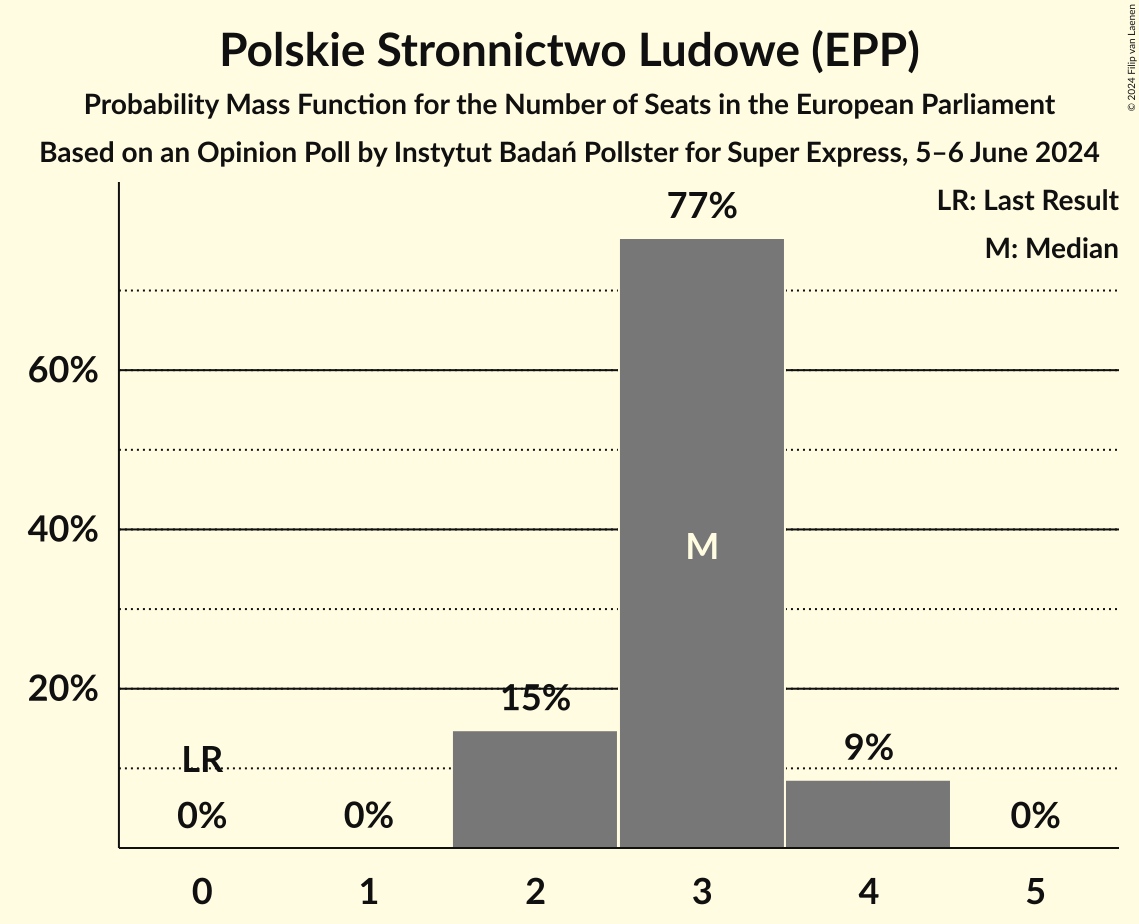 Polskie Stronnictwo Ludowe (EPP)
Probability Mass Function for the Number of Seats in the European Parliament
Based on an Opinion Poll by Instytut Badań Pollster for Super Express, 5–6 June 2024
© 2024 Filip van Laenen
LR: Last Result
M: Median
77%
60%
40%
M
20%
15%
9%
LR
0%
0%
0%
0
1
2
3
4
5